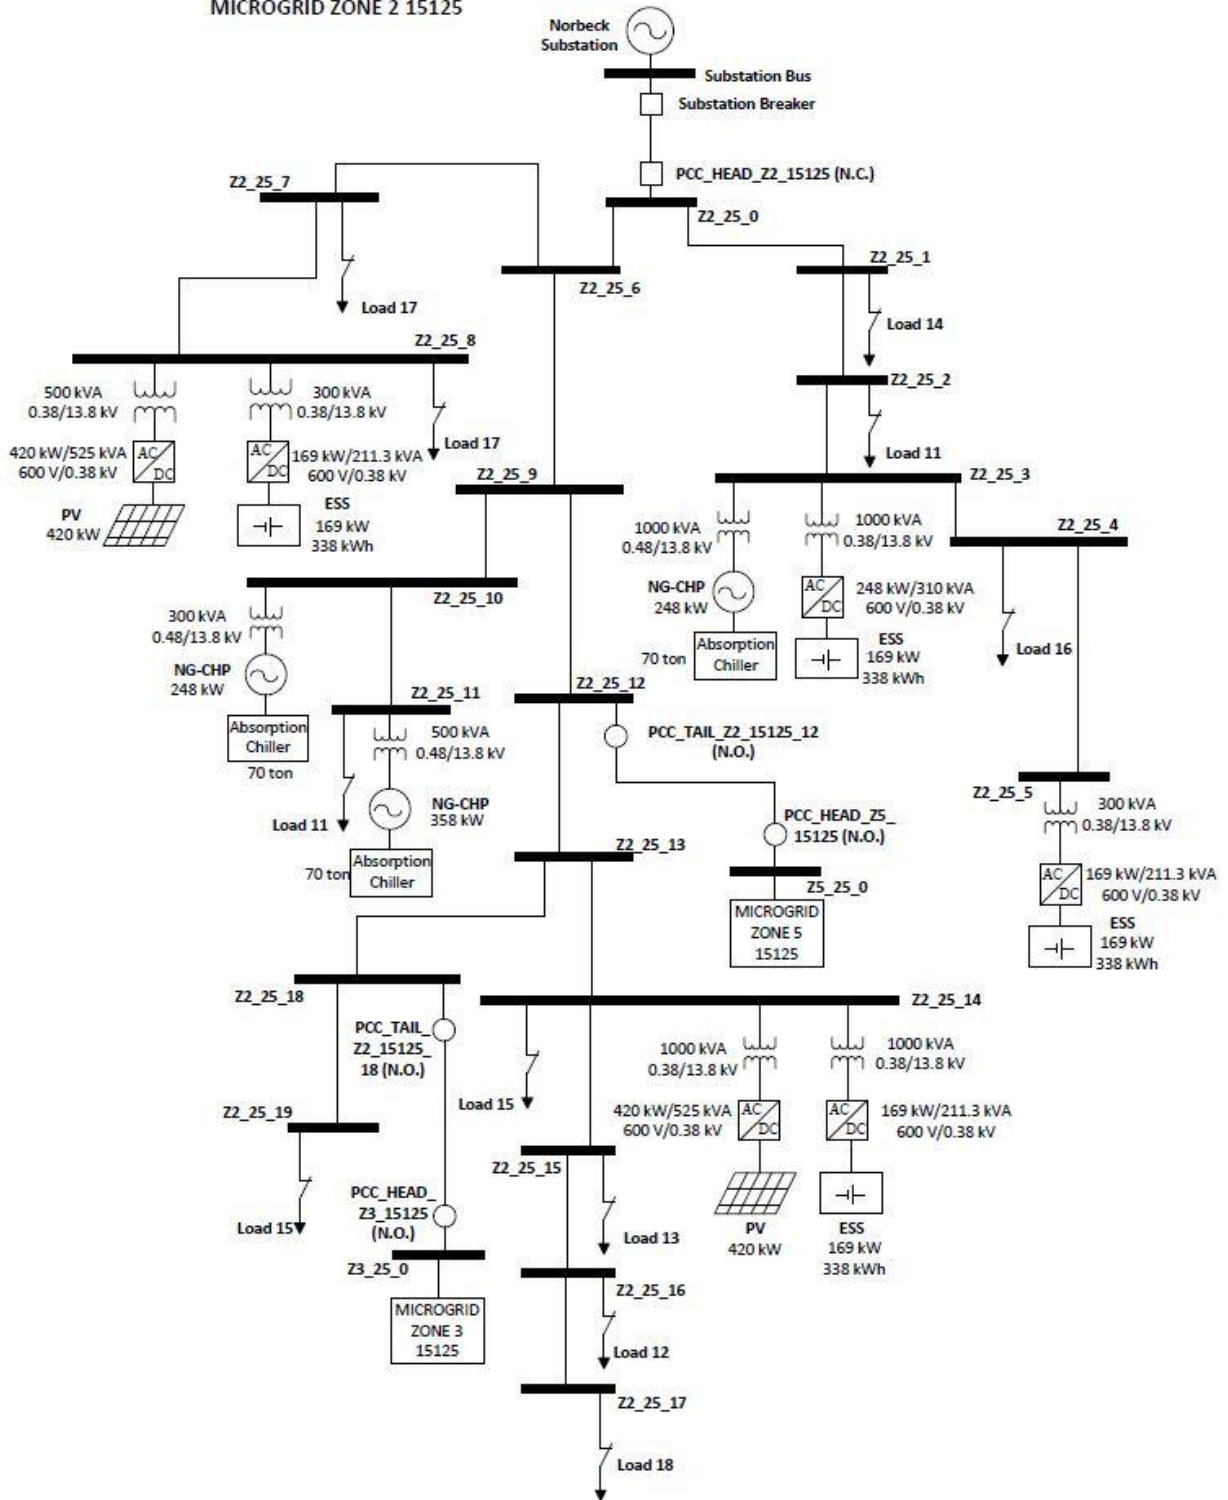 MICROGRID ZONE 2 15125
Norbeck
Substation
Substation Bus
Substation Breaker
PCC_HEAD_Z2_15125 (N.C.)
Z2_25_0
Z2_25_7
Z2_25_6
Z2_25_1
Load 17
Load 14
Z2_25_8
Z2_25_2
500 kVA
0.38/13.8 kV
300 kVA
0.38/13.8 kV
Load 17
420 kW/525 kVA
600 V/0.38 kV
AC
DC
AC
DC
169 kW/211.3 kVA
600 V/0.38 kV
Load 11
PV
420 kW
ESS
169 kW
338 kWh
Z2_25_9
Z2_25_3
1000 kVA
0.48/13.8 kV
1000 kVA
0.38/13.8 kV
Z2_25_4
NG-CHP
248 kW
AC
DC
248 kW/310 kVA
600 V/0.38 kV
Absorption
Chiller
70 ton
ESS
169 kW
338 kWh
Load 16
Z2_25_10
300 kVA
0.48/13.8 kV
NG-CHP
248 kW
Absorption
Chiller
70 ton
Z2_25_11
500 kVA
0.48/13.8 kV
Load 11
NG-CHP
358 kW
70 ton
Absorption
Chiller
Z2_25_12
PCC_TAIL_Z2_15125_12
(N.O.)
PCC_HEAD_Z5_
15125 (N.O.)
Z5_25_0
MICROGRID
ZONE 5
15125
Z2_25_5
300 kVA
0.38/13.8 kV
AC
DC
169 kW/211.3 kVA
600 V/0.38 kV
ESS
169 kW
338 kWh
Z2_25_13
Z2_25_18
PCC_TAIL_
Z2_15125_
18 (N.O.)
Z2_25_19
Load 15
PCC_HEAD_
Z3_15125
(N.O.)
Z3_25_0
MICROGRID
ZONE 3
15125
Z2_25_14
Load 15
1000 kVA
0.38/13.8 kV
1000 kVA
0.38/13.8 kV
420 kW/525 kVA
600 V/0.38 kV
AC
DC
AC
DC
169 kW/211.3 kVA
600 V/0.38 kV
PV
420 kW
ESS
169 kW
338 kWh
Z2_25_15
Load 13
Z2_25_16
Load 12
Z2_25_17
Load 18